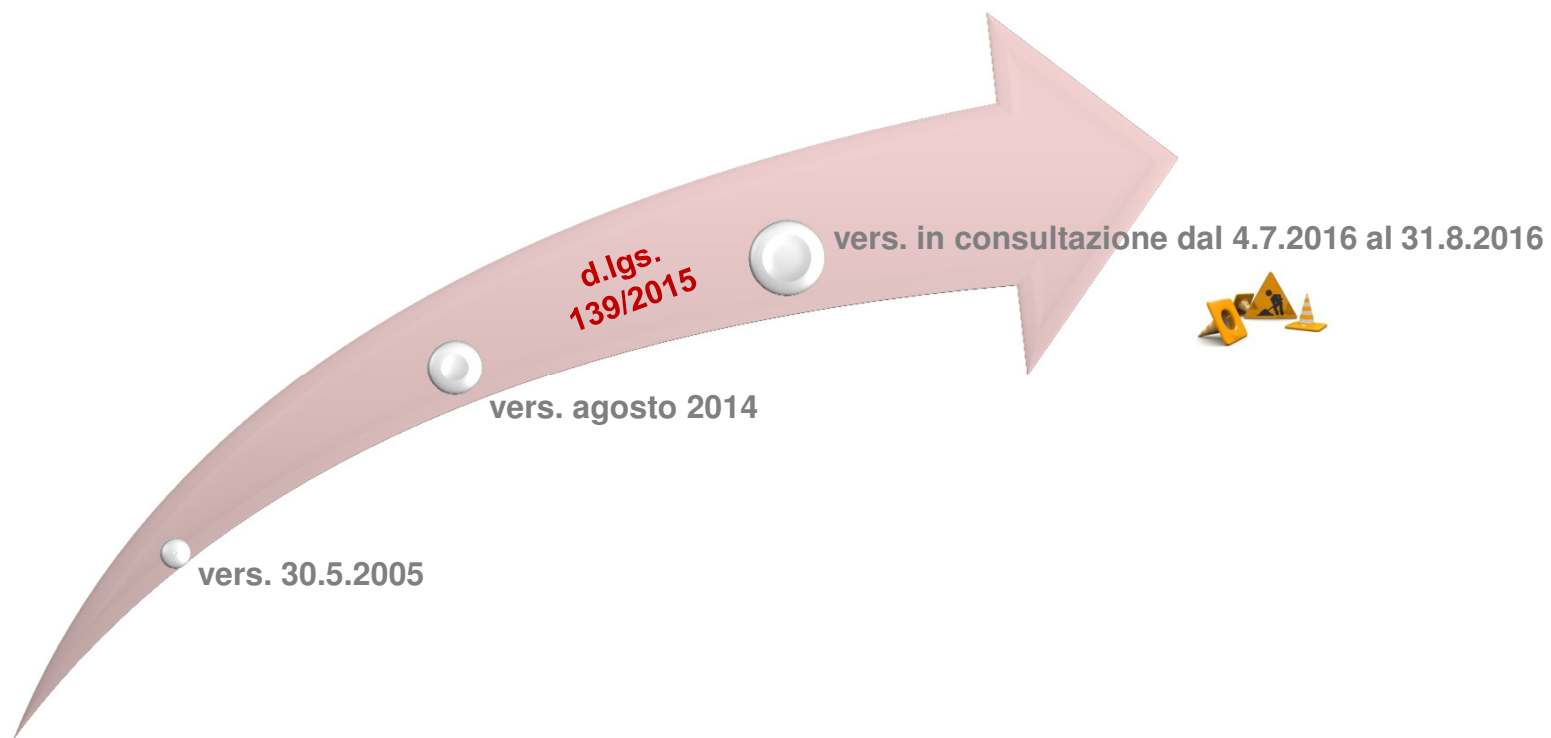 vers. in consultazione dal 4.7.2016 al 31.8.2016
d.lgs.
139/2015
vers. agosto 2014
vers. 30.5.2005